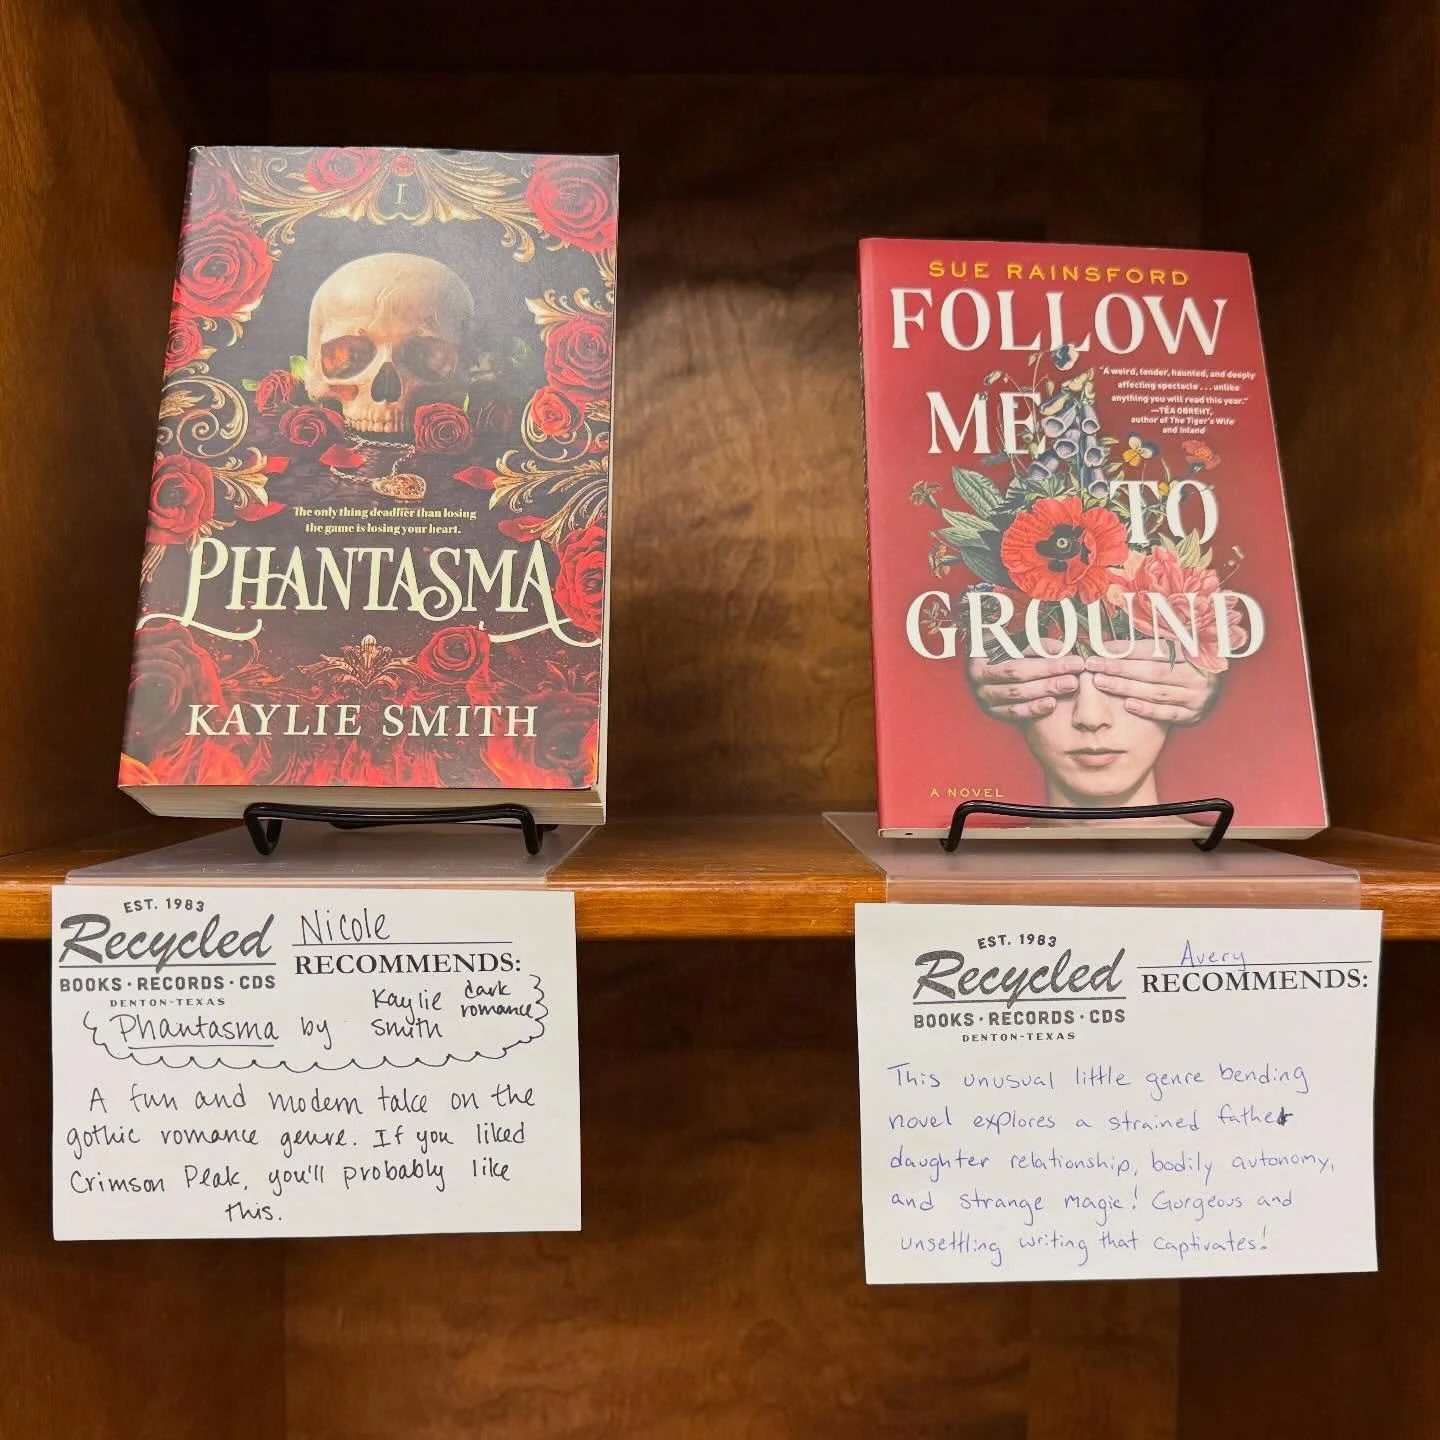 I
The only thing deadlier than losing
the game is losing your heart.
PHANTASMA
KAYLIE SMITH
SUE RAINSFORD
FOLLOW
ME
TO
GROUND
"A weird, tender, haunted, and deeply
affecting spectacle . . . unlike
anything you will read this year."
—TÉA OBREHT,
author of The Tiger's Wife
and Inland
A NOVEL
EST. 1983
Recycled
BOOKS · RECORDS · CDS
DENTON-TEXAS
Nicole
RECOMMENDS:
Phantasma by Kaylie Smith
dark
romance
A fun and modern take on the
gothic romance genre. If you liked
Crimson Peak, you'll probably like
this.
EST. 1983
Recycled
BOOKS · RECORDS · CDS
DENTON-TEXAS
Avery
RECOMMENDS:
This unusual little genre bending
novel explores a strained father
daughter relationship, bodily autonomy,
and strange magic! Gorgeous and
unsettling writing that captivates!